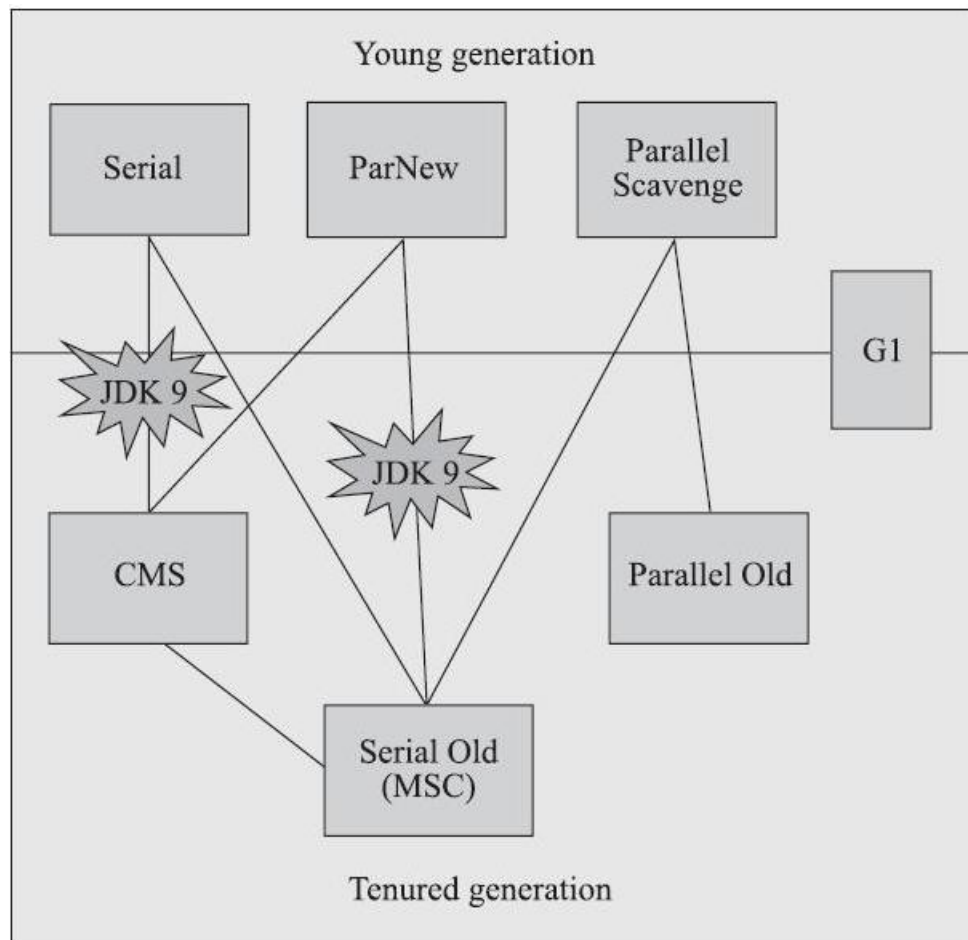 Young generation
Serial
ParNew
Parallel
Scavenge
G1
JDK 9
JDK 9
CMS
Parallel Old
Serial Old
(MSC)
Tenured generation